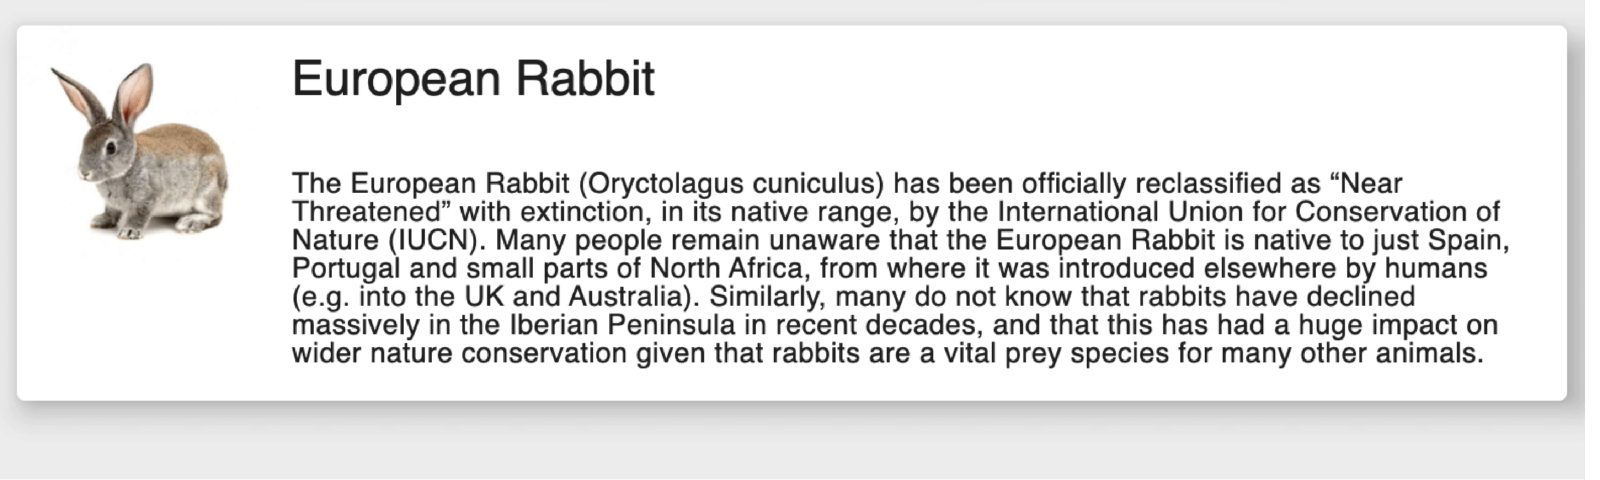 European Rabbit
The European Rabbit (Oryctolagus cuniculus) has been officially reclassified as “Near
Threatened” with extinction, in its native range, by the International Union for Conservation of
Nature (IUCN). Many people remain unaware that the European Rabbit is native to just Spain,
Portugal and small parts of North Africa, from where it was introduced elsewhere by humans
(e.g. into the UK and Australia). Similarly, many do not know that rabbits have declined
massively in the Iberian Peninsula in recent decades, and that this has had a huge impact on
wider nature conservation given that rabbits are a vital prey species for many other animals.